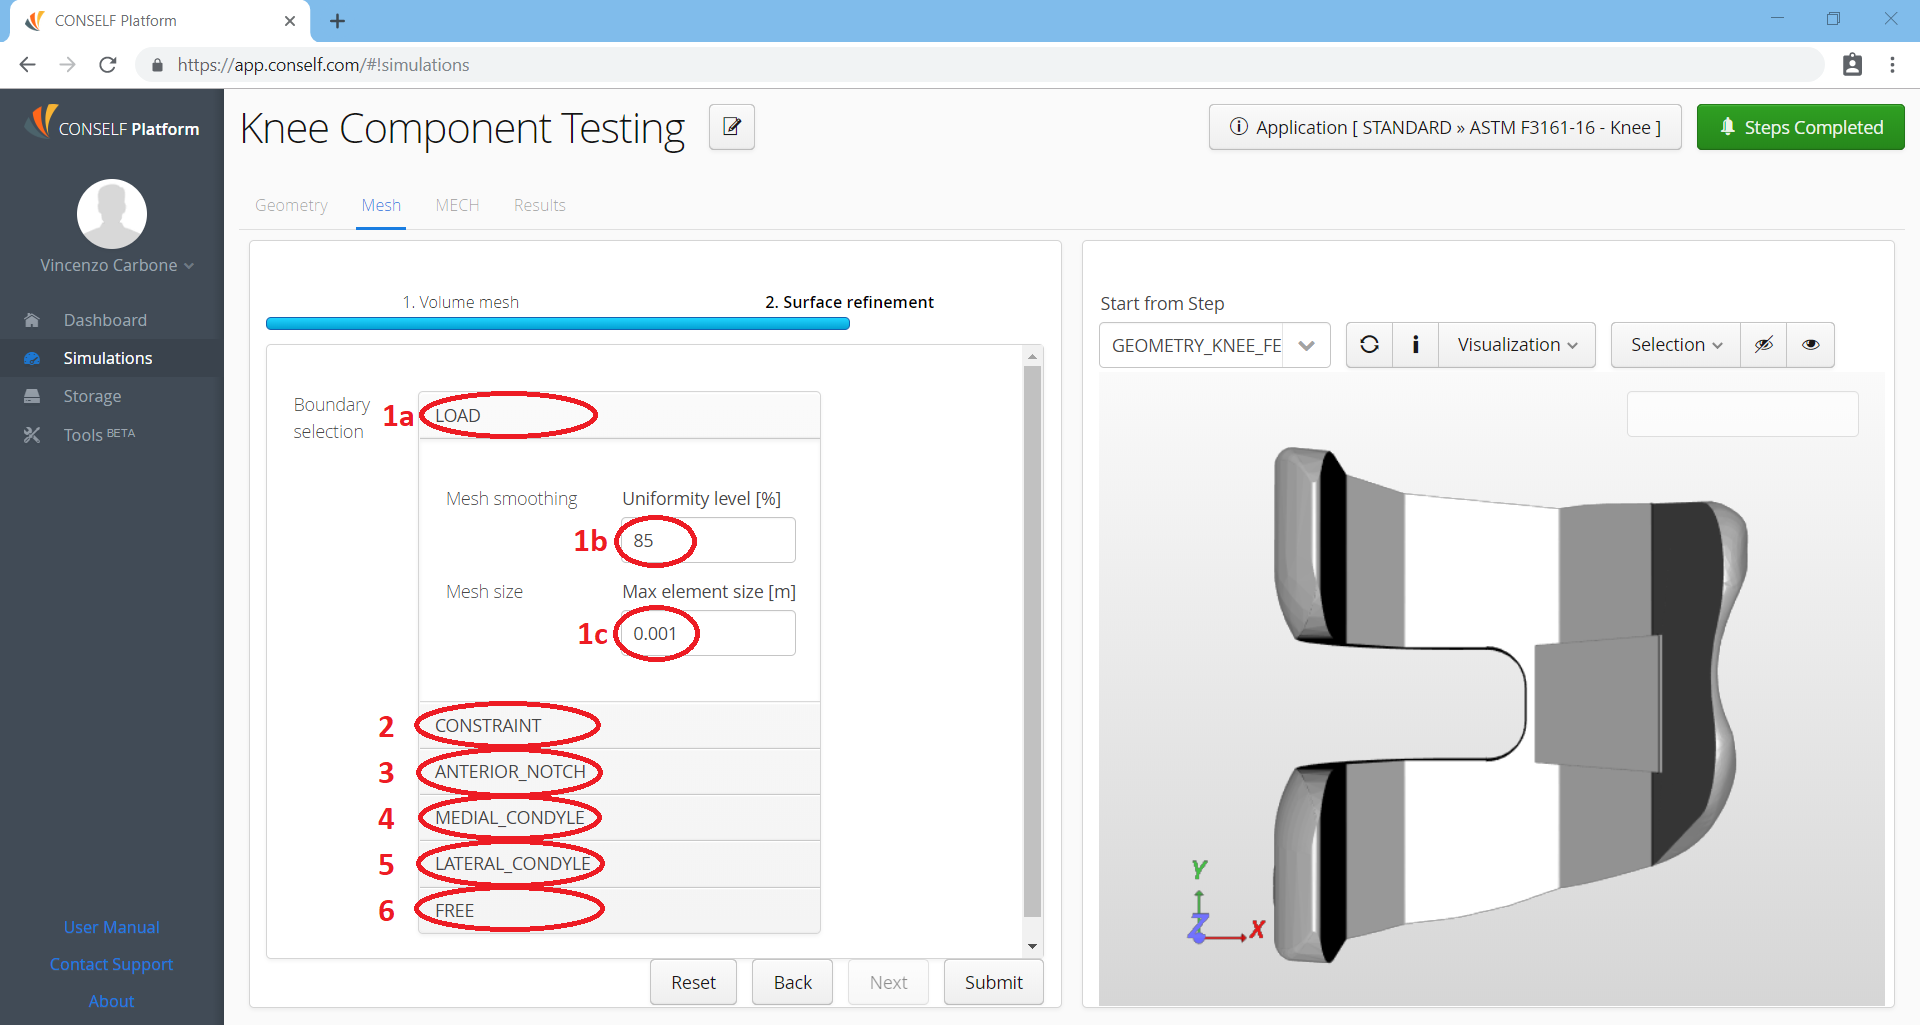 CONSELF Platform
https://app.conself.com/#!simulations
CONSELF Platform
Knee Component Testing
Application [ STANDARD » ASTM F3161-16 - Knee ]
Steps Completed
Vincenzo Carbone
Dashboard
Simulations
Storage
Tools BETA
User Manual
Contact Support
About
Geometry Mesh MECH Results
1. Volume mesh
2. Surface refinement
Boundary selection
1a LOAD
Mesh smoothing
Uniformity level [%]
1b 85
Mesh size
Max element size [m]
1c 0.001
2 CONSTRAINT
3 ANTERIOR_NOTCH
4 MEDIAL_CONDYLE
5 LATERAL_CONDYLE
6 FREE
Reset Back Next Submit
Start from Step
GEOMETRY_KNEE_FE
Visualization
Selection
Y
Z
X